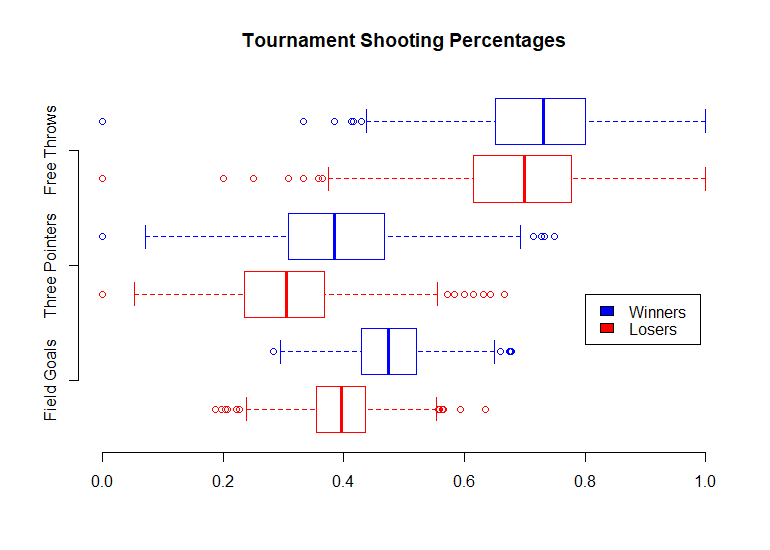 Tournament Shooting Percentages
Free Throws
Three Pointers
Field Goals
Winners
Losers
0.0 0.2 0.4 0.6 0.8 1.0